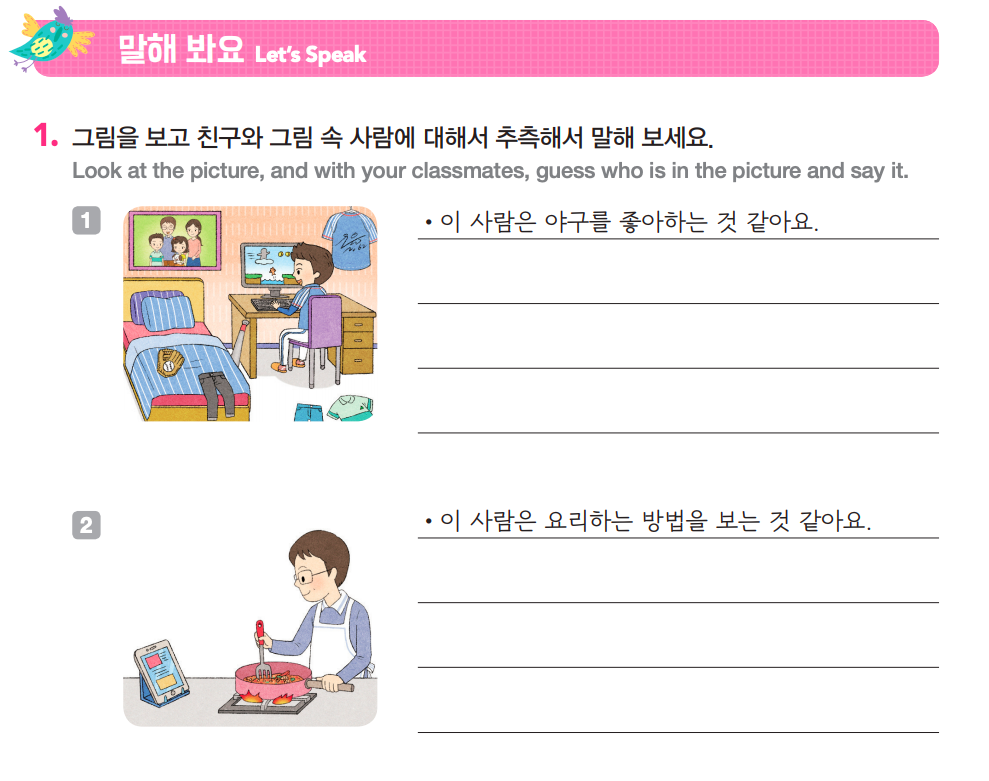 말해 봐요 Let's Speak
1. 그림을 보고 친구와 그림 속 사람에 대해서 추측해서 말해 보세요.
Look at the picture, and with your classmates, guess who is in the picture and say it.
1
• 이 사람은 야구를 좋아하는 것 같아요.
2
• 이 사람은 요리하는 방법을 보는 것 같아요.